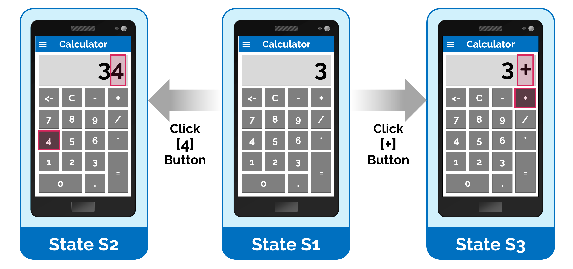 Calculator
34
<- C - +
7 8 9 /
4 5 6 *
1 2 3 =
0 .
State S2
Click
[4]
Button
Calculator
3
<- C - +
7 8 9 /
4 5 6 *
1 2 3 =
0 .
State S1
Click
[+]
Button
Calculator
3 +
<- C - +
7 8 9 /
4 5 6 *
1 2 3 =
0 .
State S3